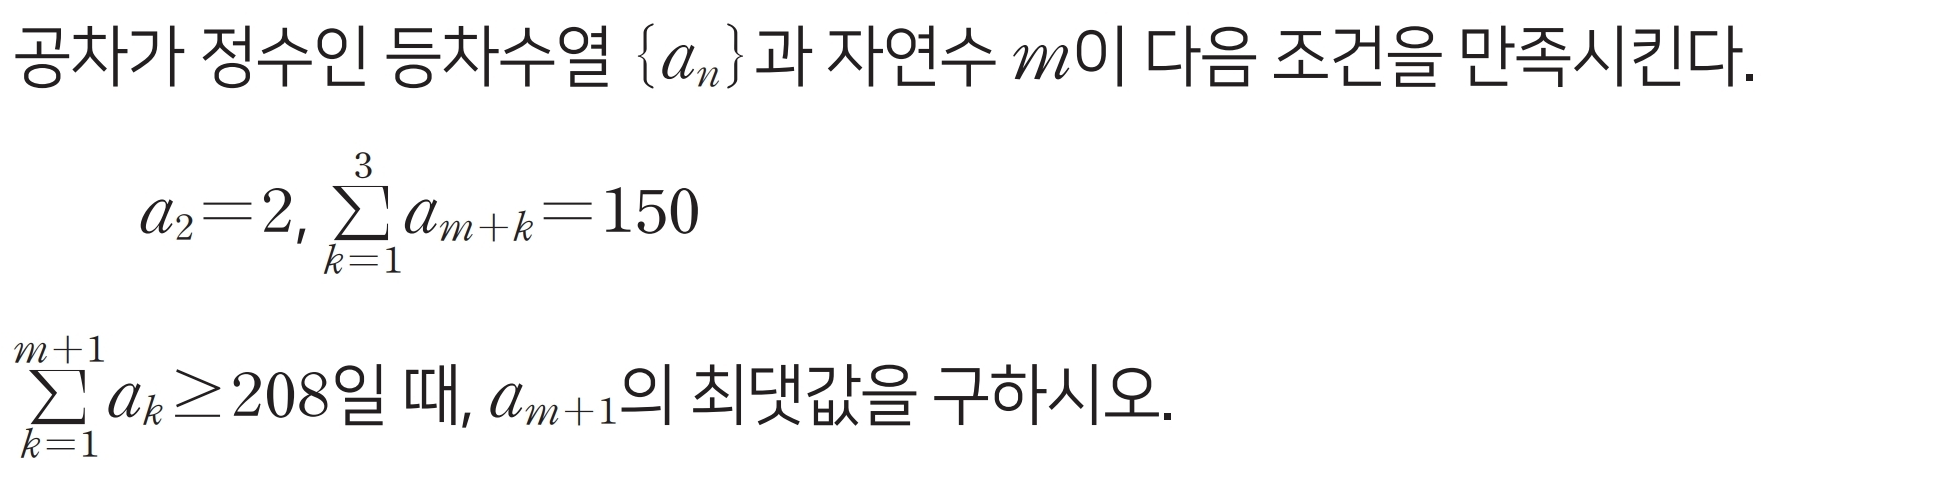 공차가 정수인 등차수열 {aₙ}과 자연수 m이 다음 조건을 만족시킨다.
a₂=2, \sum_{k=1}^{3} a_{m+k}=150
\sum_{k=1}^{m+1} a_k≥208일 때, a_{m+1}의 최댓값을 구하시오.